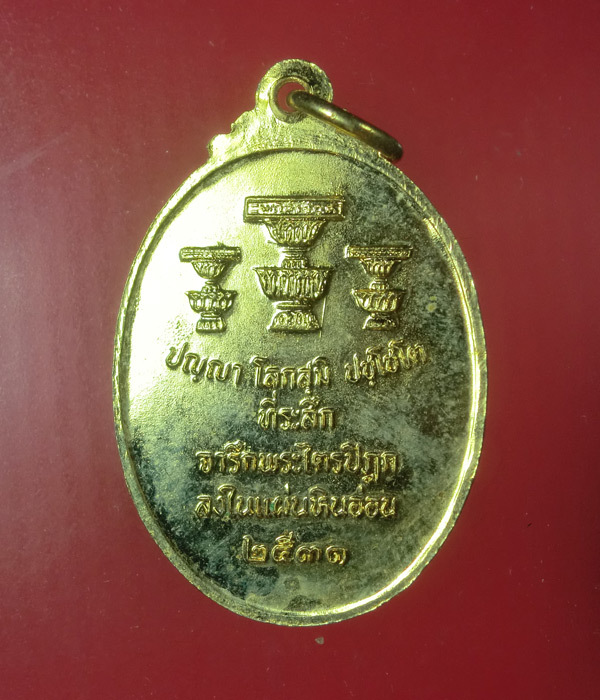 ปญฺญา โลกสฺมิ ปชฺโชโต
ที่ระลึก
จารึกพระไตรปิฎก
ลงในแผ่นหินอ่อน
๒๕๓๑